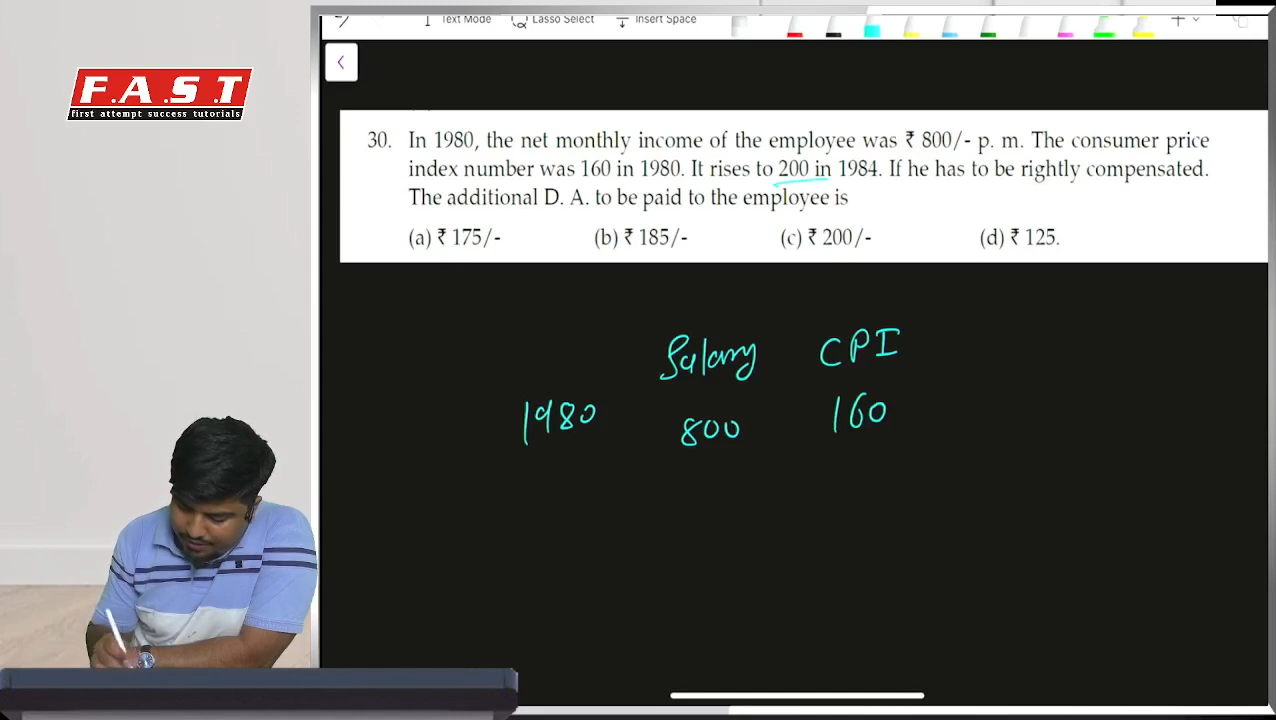 Text Mode Lasso Select Insert Space
F.A.S.T
first attempt success tutorials
30. In 1980, the net monthly income of the employee was ₹ 800/- p. m. The consumer price
index number was 160 in 1980. It rises to 200 in 1984. If he has to be rightly compensated.
The additional D. A. to be paid to the employee is
(a) ₹ 175/- (b) ₹ 185/- (c) ₹ 200/- (d) ₹ 125.
Salary CPI
1980 800 160